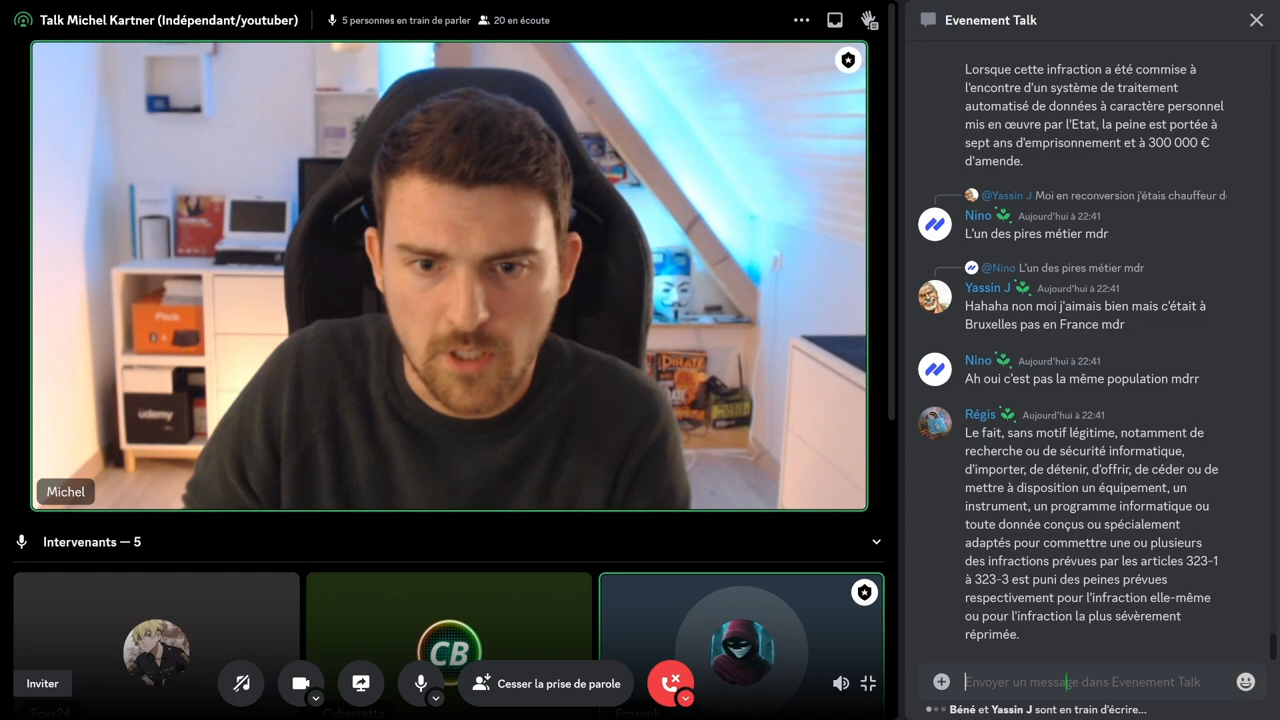 Talk Michel Kartner (Indépendant/youtuber)
5 personnes en train de parler
20 en écoute
Pack
udemy
PIRATE
Michel
Intervenants — 5
CB
Inviter
Cesser la prise de parole
Evenement Talk
Lorsque cette infraction a été commise à
l'encontre d'un système de traitement
automatisé de données à caractère personnel
mis en œuvre par l'Etat, la peine est portée à
sept ans d'emprisonnement et à 300 000 €
d'amende.
@Yassin J Moi en reconversion j'étais chauffeur d
Nino Aujourd'hui à 22:41
L'un des pires métier mdr
@Nino L'un des pires métier mdr
Yassin J Aujourd'hui à 22:41
Hahaha non moi j'aimais bien mais c'était à
Bruxelles pas en France mdr
Nino Aujourd'hui à 22:41
Ah oui c'est pas la même population mdrr
Régis Aujourd'hui à 22:41
Le fait, sans motif légitime, notamment de
recherche ou de sécurité informatique,
d'importer, de détenir, d'offrir, de céder ou de
mettre à disposition un équipement, un
instrument, un programme informatique ou
toute donnée conçus ou spécialement
adaptés pour commettre une ou plusieurs
des infractions prévues par les articles 323-1
à 323-3 est puni des peines prévues
respectivement pour l'infraction elle-même
ou pour l'infraction la plus sévèrement
réprimée.
Envoyer un message dans Evenement Talk
Béné et Yassin J sont en train d'écrire...